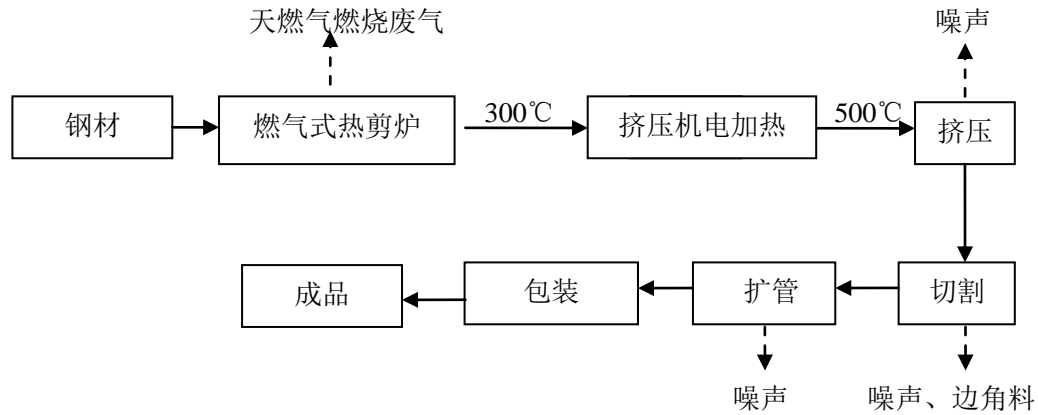 天燃气燃烧废气
噪声
钢材
燃气式热剪炉
300℃
挤压机电加热
500℃
挤压
成品
包装
扩管
切割
噪声
噪声、边角料